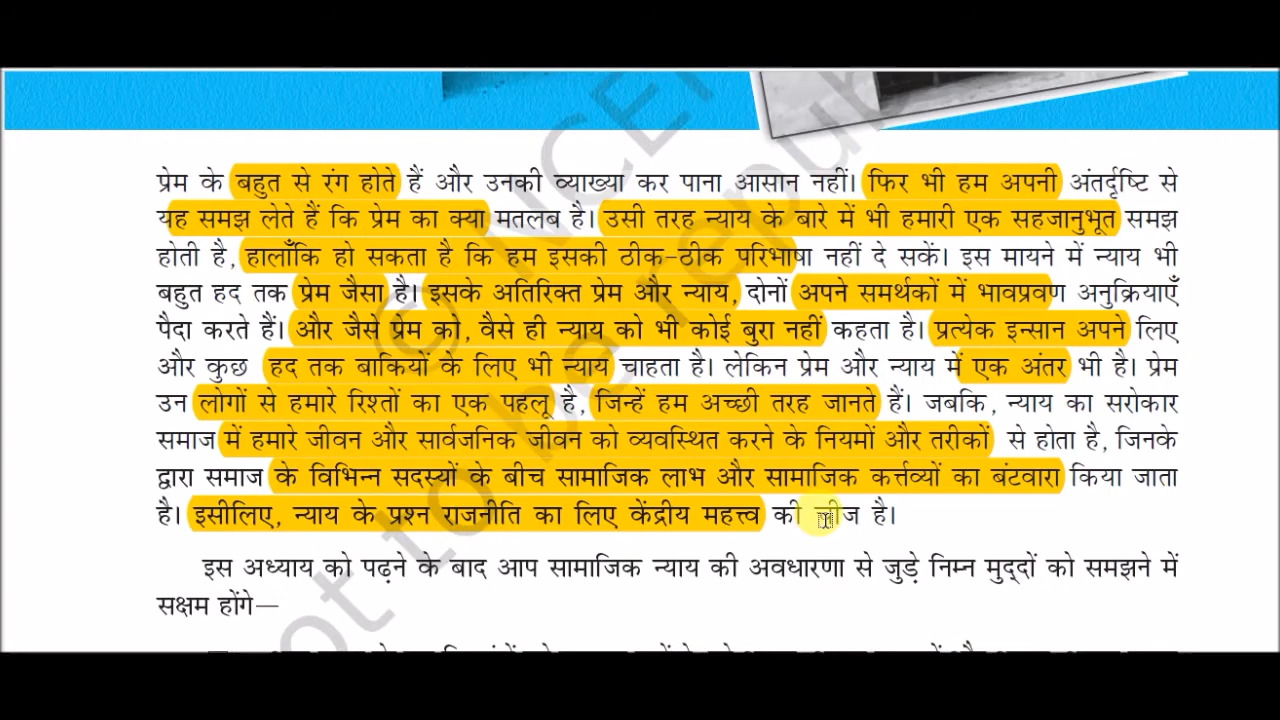 प्रेम के बहुत से रंग होते हैं और उनकी व्याख्या कर पाना आसान नहीं। फिर भी हम अपनी अंतर्दृष्टि से
यह समझ लेते हैं कि प्रेम का क्या मतलब है। उसी तरह न्याय के बारे में भी हमारी एक सहजानुभूत समझ
होती है, हालाँकि हो सकता है कि हम इसकी ठीक-ठीक परिभाषा नहीं दे सकें। इस मायने में न्याय भी
बहुत हद तक प्रेम जैसा है। इसके अतिरिक्त प्रेम और न्याय, दोनों अपने समर्थकों में भावप्रवण अनुक्रियाएँ
पैदा करते हैं। और जैसे प्रेम को, वैसे ही न्याय को भी कोई बुरा नहीं कहता है। प्रत्येक इन्सान अपने लिए
और कुछ हद तक बाकियों के लिए भी न्याय चाहता है। लेकिन प्रेम और न्याय में एक अंतर भी है। प्रेम
उन लोगों से हमारे रिश्तों का एक पहलू है, जिन्हें हम अच्छी तरह जानते हैं। जबकि, न्याय का सरोकार
समाज में हमारे जीवन और सार्वजनिक जीवन को व्यवस्थित करने के नियमों और तरीकों से होता है, जिनके
द्वारा समाज के विभिन्न सदस्यों के बीच सामाजिक लाभ और सामाजिक कर्त्तव्यों का बंटवारा किया जाता
है। इसीलिए, न्याय के प्रश्न राजनीति का लिए केंद्रीय महत्त्व की चीज है।
इस अध्याय को पढ़ने के बाद आप सामाजिक न्याय की अवधारणा से जुड़े निम्न मुद्दों को समझने में
सक्षम होंगे—